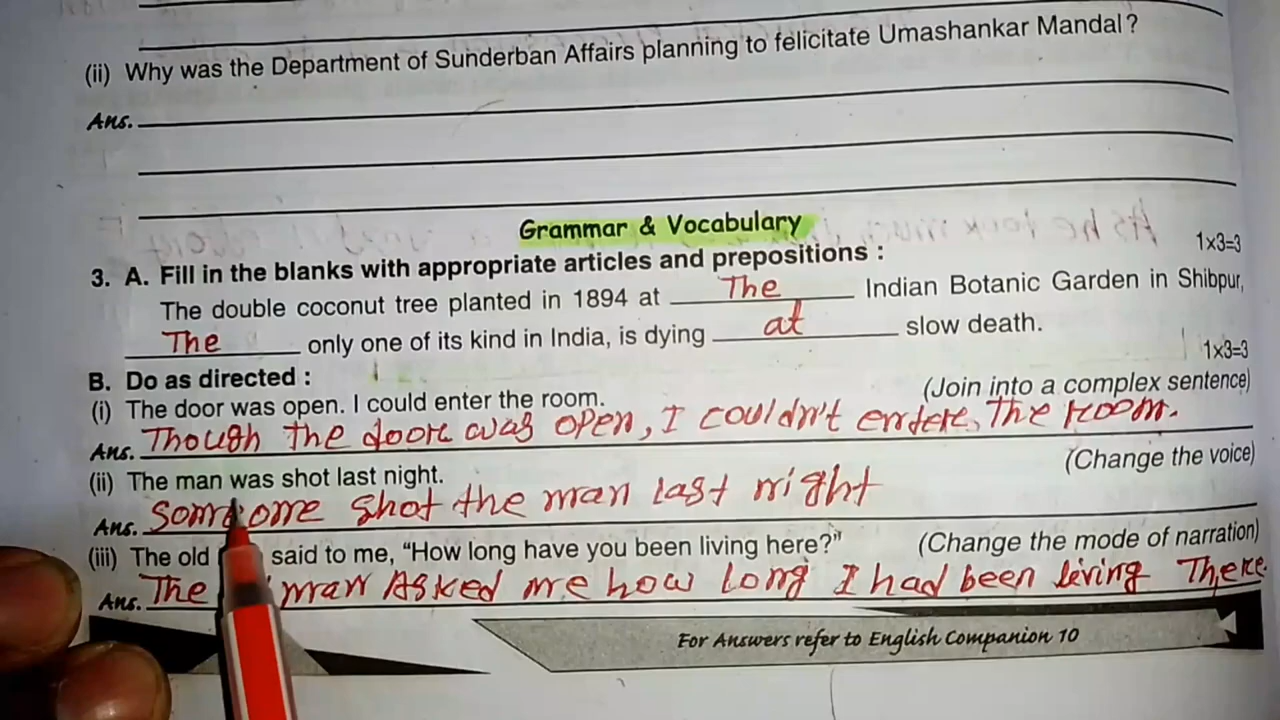 (ii) Why was the Department of Sunderban Affairs planning to felicitate Umashankar Mandal?
Ans.
Grammar & Vocabulary
3. A. Fill in the blanks with appropriate articles and prepositions : 1×3=3
The double coconut tree planted in 1894 at The Indian Botanic Garden in Shibpur,
The only one of its kind in India, is dying at slow death.
B. Do as directed : 1×3=3
(i) The door was open. I could enter the room. (Join into a complex sentence)
Ans. Though the door was open, I couldn't enter The room.
(ii) The man was shot last night. (Change the voice)
Ans. Someone shot the man last night
(iii) The old said to me, “How long have you been living here?” (Change the mode of narration)
Ans. The man Asked me how long I had been living There.
For Answers refer to English Companion 10